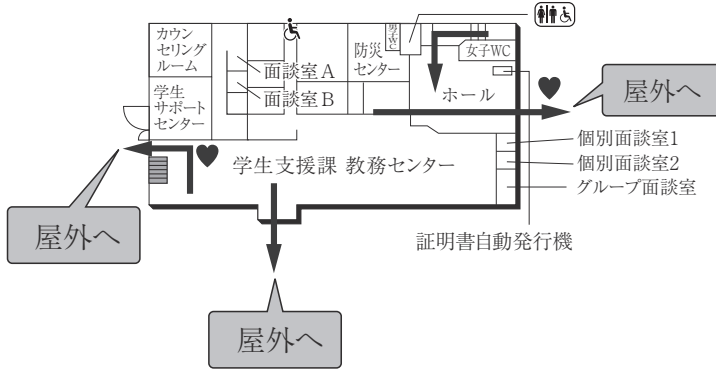 カウン
セリング
ルーム
学生
サポート
センター
面談室A
面談室B
防災
センター
男子WC
女子WC
ホール
屋外へ
個別面談室1
個別面談室2
グループ面談室
学生支援課 教務センター
証明書自動発行機
屋外へ
屋外へ